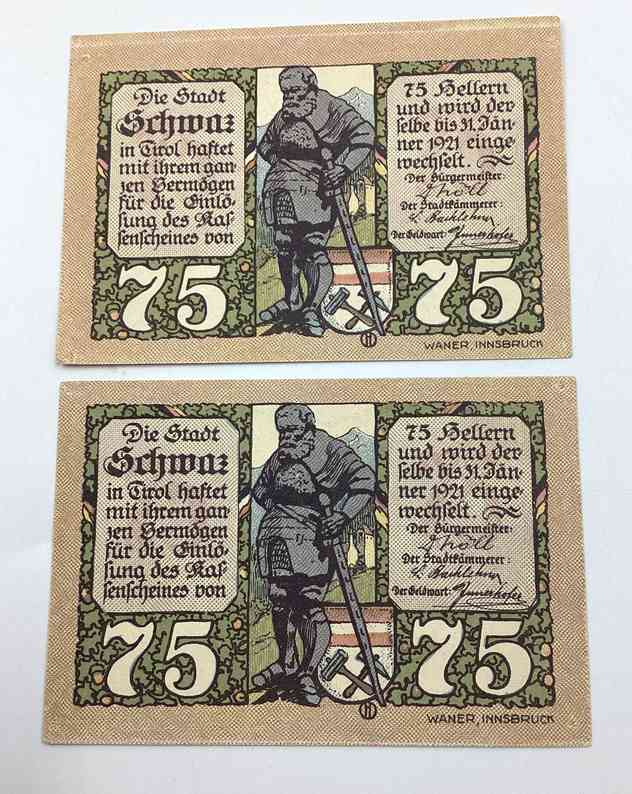 Die Stadt
Schwaz
in Tirol haftet
mit ihrem gan-
zen Vermögen
für die Einlö-
sung des Kas-
senscheines von
75 Hellern
und wird der
selbe bis 31. Jän-
ner 1921 einge-
wechselt.
Der Bürgermeister:
Der Stadtkämmerer:
Der Geldwart:
75
75
WANER, INNSBRUCK
Die Stadt
Schwaz
in Tirol haftet
mit ihrem gan-
zen Vermögen
für die Einlö-
sung des Kas-
senscheines von
75 Hellern
und wird der
selbe bis 31. Jän-
ner 1921 einge-
wechselt.
Der Bürgermeister:
Der Stadtkämmerer:
Der Geldwart:
75
75
WANER, INNSBRUCK